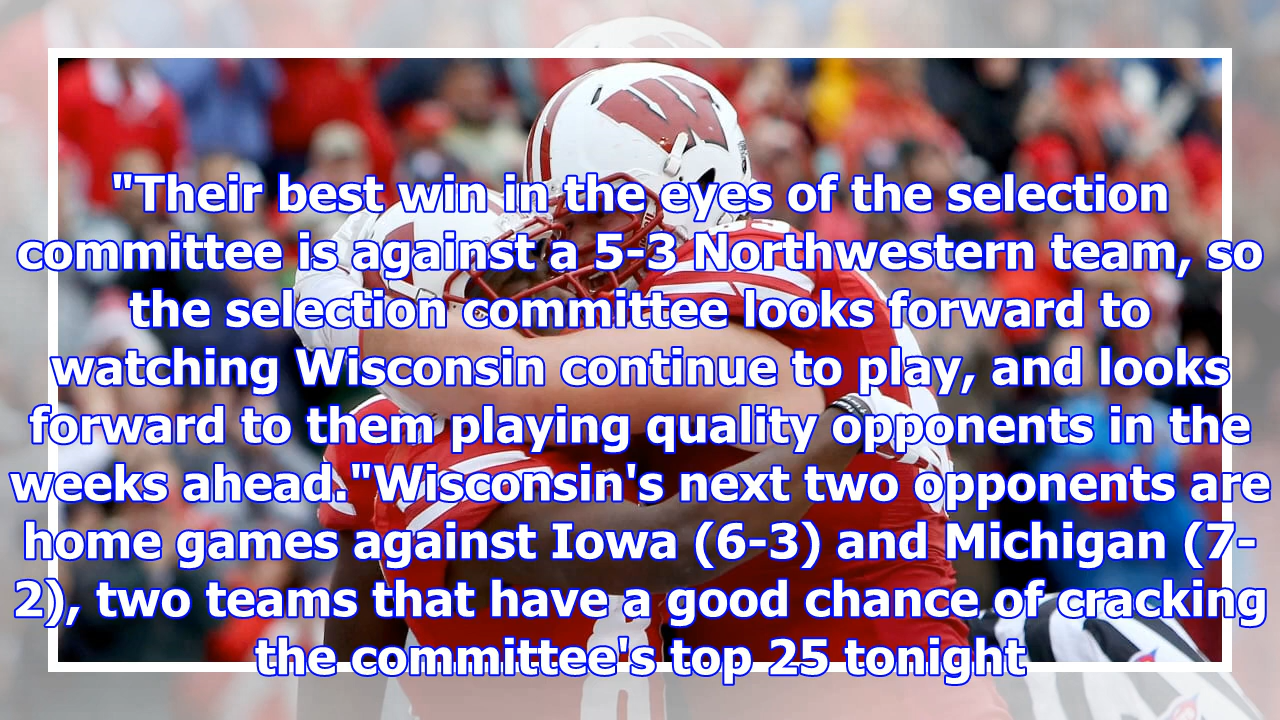 "Their best win in the eyes of the selection
committee is against a 5-3 Northwestern team, so
the selection committee looks forward to
watching Wisconsin continue to play, and looks
forward to them playing quality opponents in the
weeks ahead."Wisconsin's next two opponents are
home games against Iowa (6-3) and Michigan (7-
2), two teams that have a good chance of cracking
the committee's top 25 tonight
W
8